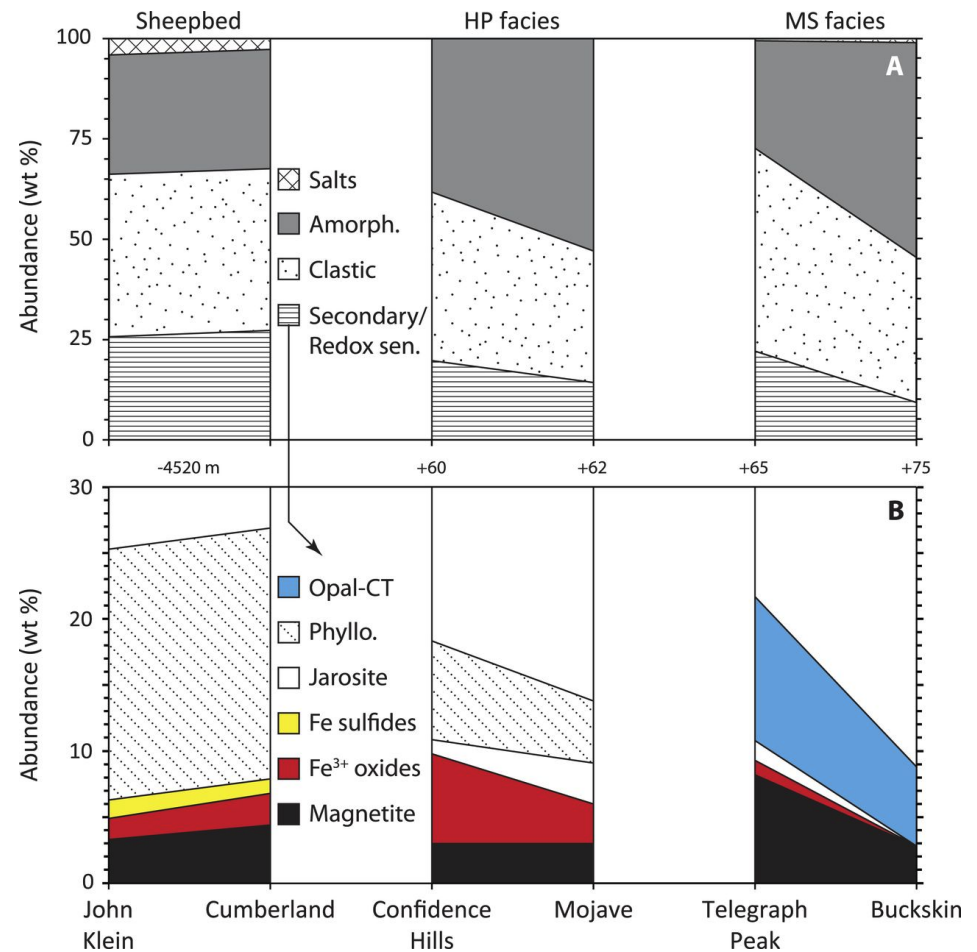 Sheepbed HP facies MS facies
100
A
75
50
25
0
Abundance (wt %)
Salts
Amorph.
Clastic
Secondary/
Redox sen.
-4520 m +60 +62 +65 +75
30
B
20
10
0
Abundance (wt %)
Opal-CT
Phyllo.
Jarosite
Fe sulfides
Fe³⁺ oxides
Magnetite
John Cumberland Confidence Mojave Telegraph Buckskin
Klein Hills Peak